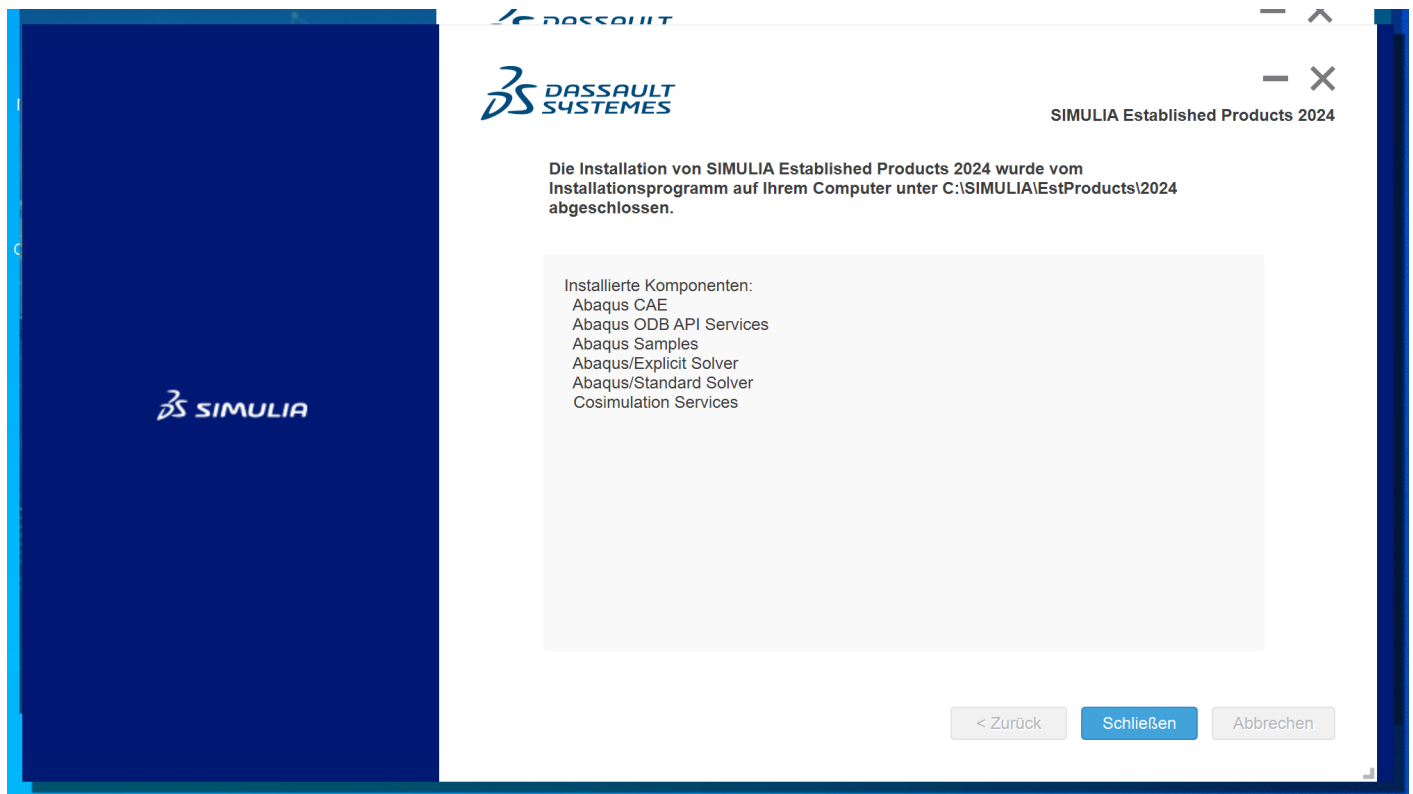 DASSAULT
DASSAULT
SYSTEMES
SIMULIA Established Products 2024
Die Installation von SIMULIA Established Products 2024 wurde vom
Installationsprogramm auf Ihrem Computer unter C:\SIMULIA\EstProducts\2024
abgeschlossen.
Installierte Komponenten:
Abaqus CAE
Abaqus ODB API Services
Abaqus Samples
Abaqus/Explicit Solver
Abaqus/Standard Solver
Cosimulation Services
SIMULIA
< Zurück
Schließen
Abbrechen